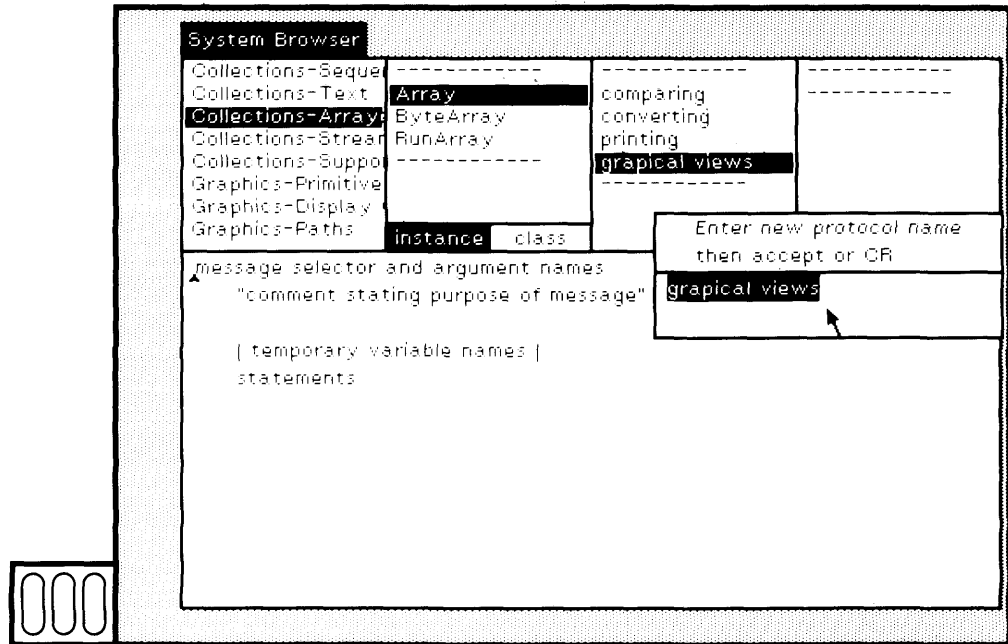 System Browser
Collections-Seque
Collections-Text
Collections-Array
Collections-Strear
Collections-Suppo
Graphics-Primitive
Graphics-Display
Graphics-Paths
------------
Array
ByteArray
RunArray
------------
instance class
------------
comparing
converting
printing
grapical views
------------
------------
------------
Enter new protocol name
then accept or CR
grapical views
message selector and argument names
"comment stating purpose of message"
| temporary variable names |
statements